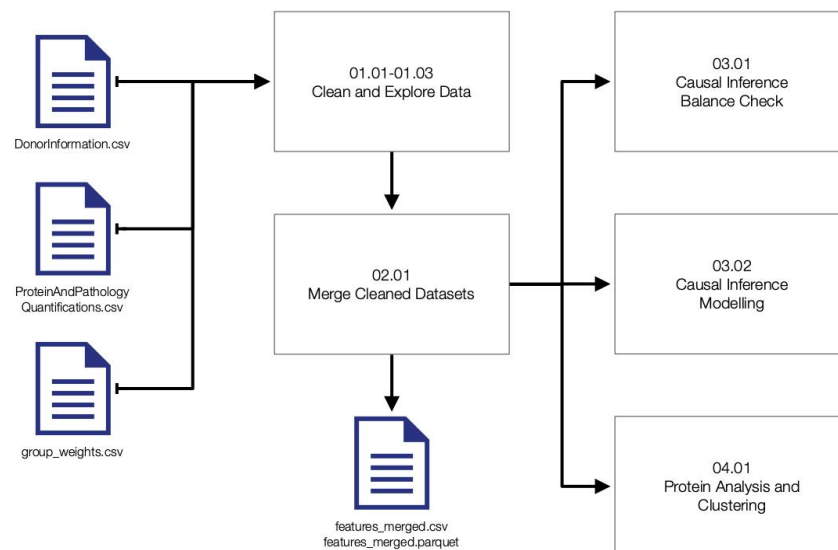 DonorInformation.csv
ProteinAndPathology
Quantifications.csv
group_weights.csv
01.01-01.03
Clean and Explore Data
02.01
Merge Cleaned Datasets
features_merged.csv
features_merged.parquet
03.01
Causal Inference
Balance Check
03.02
Causal Inference
Modelling
04.01
Protein Analysis and
Clustering